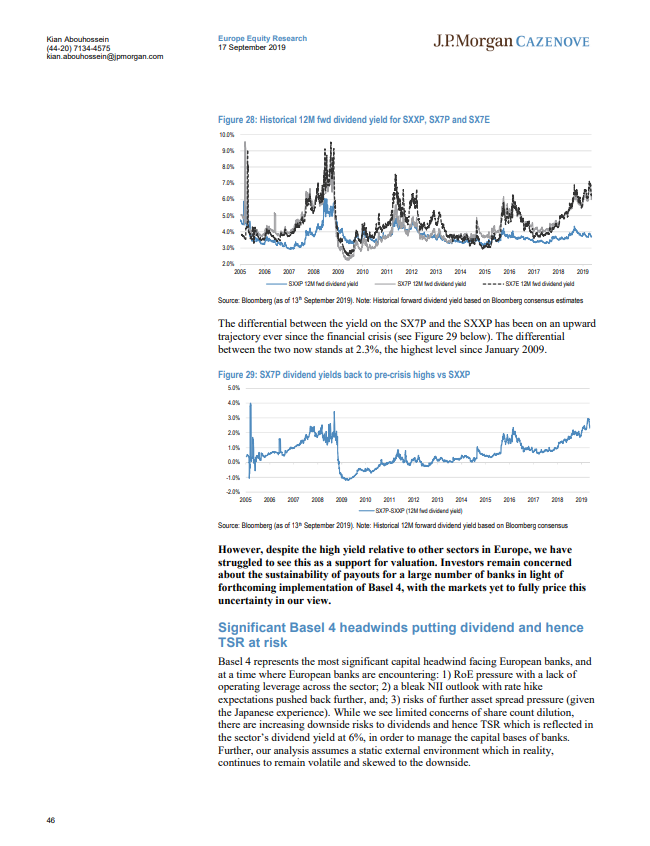 Kian Abouhossein
(44-20) 7134-4575
kian.abouhossein@jpmorgan.com
Europe Equity Research
17 September 2019
J.P.Morgan CAZENOVE
Figure 28: Historical 12M fwd dividend yield for SXXP, SX7P and SX7E
10.0%
9.0%
8.0%
7.0%
6.0%
5.0%
4.0%
3.0%
2.0%
2005 2006 2007 2008 2009 2010 2011 2012 2013 2014 2015 2016 2017 2018 2019
SXXP 12M fwd dividend yield SX7P 12M fwd dividend yield SX7E 12M fwd dividend yield
Source: Bloomberg (as of 13th September 2019). Note: Historical forward dividend yield based on Bloomberg consensus estimates
The differential between the yield on the SX7P and the SXXP has been on an upward
trajectory ever since the financial crisis (see Figure 29 below). The differential
between the two now stands at 2.3%, the highest level since January 2009.
Figure 29: SX7P dividend yields back to pre-crisis highs vs SXXP
5.0%
4.0%
3.0%
2.0%
1.0%
0.0%
-1.0%
-2.0%
2005 2006 2007 2008 2009 2010 2011 2012 2013 2014 2015 2016 2017 2018 2019
SX7P-SXXP (12M fwd dividend yield)
Source: Bloomberg (as of 13th September 2019). Note: Historical 12M forward dividend yield based on Bloomberg consensus
However, despite the high yield relative to other sectors in Europe, we have
struggled to see this as a support for valuation. Investors remain concerned
about the sustainability of payouts for a large number of banks in light of
forthcoming implementation of Basel 4, with the markets yet to fully price this
uncertainty in our view.
Significant Basel 4 headwinds putting dividend and hence
TSR at risk
Basel 4 represents the most significant capital headwind facing European banks, and
at a time where European banks are encountering: 1) RoE pressure with a lack of
operating leverage across the sector; 2) a bleak NII outlook with rate hike
expectations pushed back further, and; 3) risks of further asset spread pressure (given
the Japanese experience). While we see limited concerns of share count dilution,
there are increasing downside risks to dividends and hence TSR which is reflected in
the sector's dividend yield at 6%, in order to manage the capital bases of banks.
Further, our analysis assumes a static external environment which in reality,
continues to remain volatile and skewed to the downside.
46